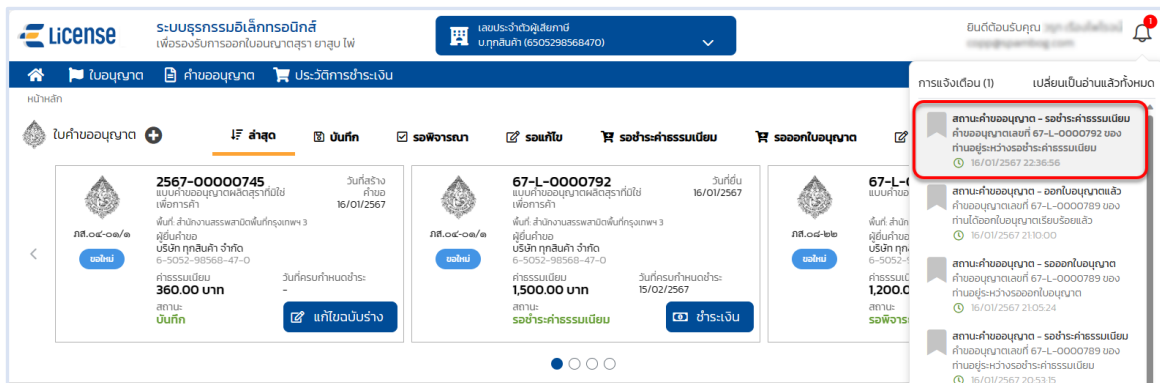 License
ระบบธุรกรรมอิเล็กทรอนิกส์
เพื่อรองรับการออกใบอนุญาตสุรา ยาสูบ ไพ่
เลขประจำตัวผู้เสียภาษี
บ.ทุกสินค้า (6505298568470)
ยินดีต้อนรับคุณ
1
ใบอนุญาต คำขออนุญาต ประวัติการชำระเงิน
หน้าหลัก
ใบคำขออนุญาต
ล่าสุด บันทึก รอพิจารณา รอแก้ไข รอชำระค่าธรรมเนียม รอออกใบอนุญาต
ภส.๐๔-๐๑/๑
ขอใหม่
2567-00000745
แบบคำขออนุญาตผลิตสุราที่มิใช่
เพื่อการค้า
วันที่สร้าง
คำขอ
16/01/2567
พื้นที่: สำนักงานสรรพสามิตพื้นที่กรุงเทพฯ 3
ผู้ยื่นคำขอ
บริษัท ทุกสินค้า จำกัด
6-5052-98568-47-0
ค่าธรรมเนียม
360.00 บาท
วันที่ครบกำหนดชำระ
-
สถานะ:
บันทึก
แก้ไขฉบับร่าง
ภส.๐๔-๐๑/๑
ขอใหม่
67-L-0000792
แบบคำขออนุญาตผลิตสุราที่มิใช่
เพื่อการค้า
วันที่ยื่น
16/01/2567
พื้นที่: สำนักงานสรรพสามิตพื้นที่กรุงเทพฯ 3
ผู้ยื่นคำขอ
บริษัท ทุกสินค้า จำกัด
6-5052-98568-47-0
ค่าธรรมเนียม
1,500.00 บาท
วันที่ครบกำหนดชำระ
15/02/2567
สถานะ:
รอชำระค่าธรรมเนียม
ชำระเงิน
ภส.๐๘-๒๒
ขอใหม่
67-L-0
แบบคำขอ
พื้นที่: สำนัก
ผู้ยื่นคำขอ
บริษัท ทุกสิ
6-5052-9
ค่าธรรมเนี
1,200.0
สถานะ:
รอพิจาร
การแจ้งเตือน (1) เปลี่ยนเป็นอ่านแล้วทั้งหมด
สถานะคำขออนุญาต - รอชำระค่าธรรมเนียม
คำขออนุญาตเลขที่ 67-L-0000792 ของ
ท่านอยู่ระหว่างรอชำระค่าธรรมเนียม
16/01/2567 22:36:56
สถานะคำขออนุญาต - ออกใบอนุญาตแล้ว
คำขออนุญาตเลขที่ 67-L-0000789 ของ
ท่านได้ออกใบอนุญาตเรียบร้อยแล้ว
16/01/2567 21:10:00
สถานะคำขออนุญาต - รอออกใบอนุญาต
คำขออนุญาตเลขที่ 67-L-0000789 ของ
ท่านอยู่ระหว่างรอออกใบอนุญาต
16/01/2567 21:05:24
สถานะคำขออนุญาต - รอชำระค่าธรรมเนียม
คำขออนุญาตเลขที่ 67-L-0000789 ของ
ท่านอยู่ระหว่างรอชำระค่าธรรมเนียม
16/01/2567 20:53:15